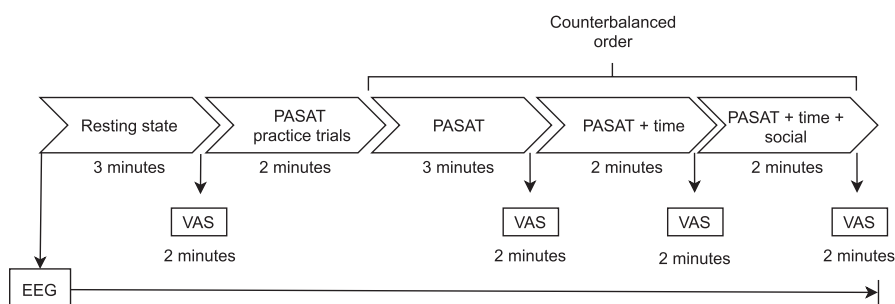 Counterbalanced
order
Resting state
PASAT
practice trials
PASAT
PASAT + time
PASAT + time +
social
3 minutes
2 minutes
3 minutes
2 minutes
2 minutes
VAS
VAS
VAS
VAS
2 minutes
2 minutes
2 minutes
2 minutes
EEG